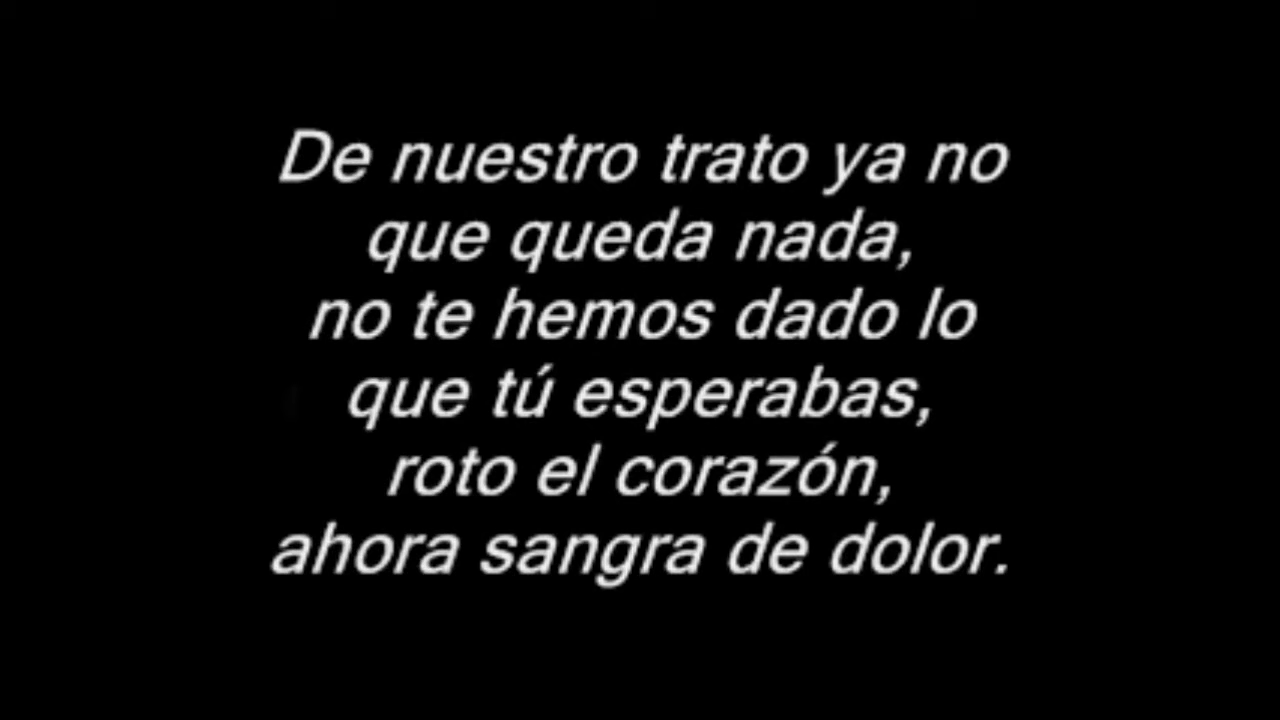 De nuestro trato ya no
que queda nada,
no te hemos dado lo
que tú esperabas,
roto el corazón,
ahora sangra de dolor.